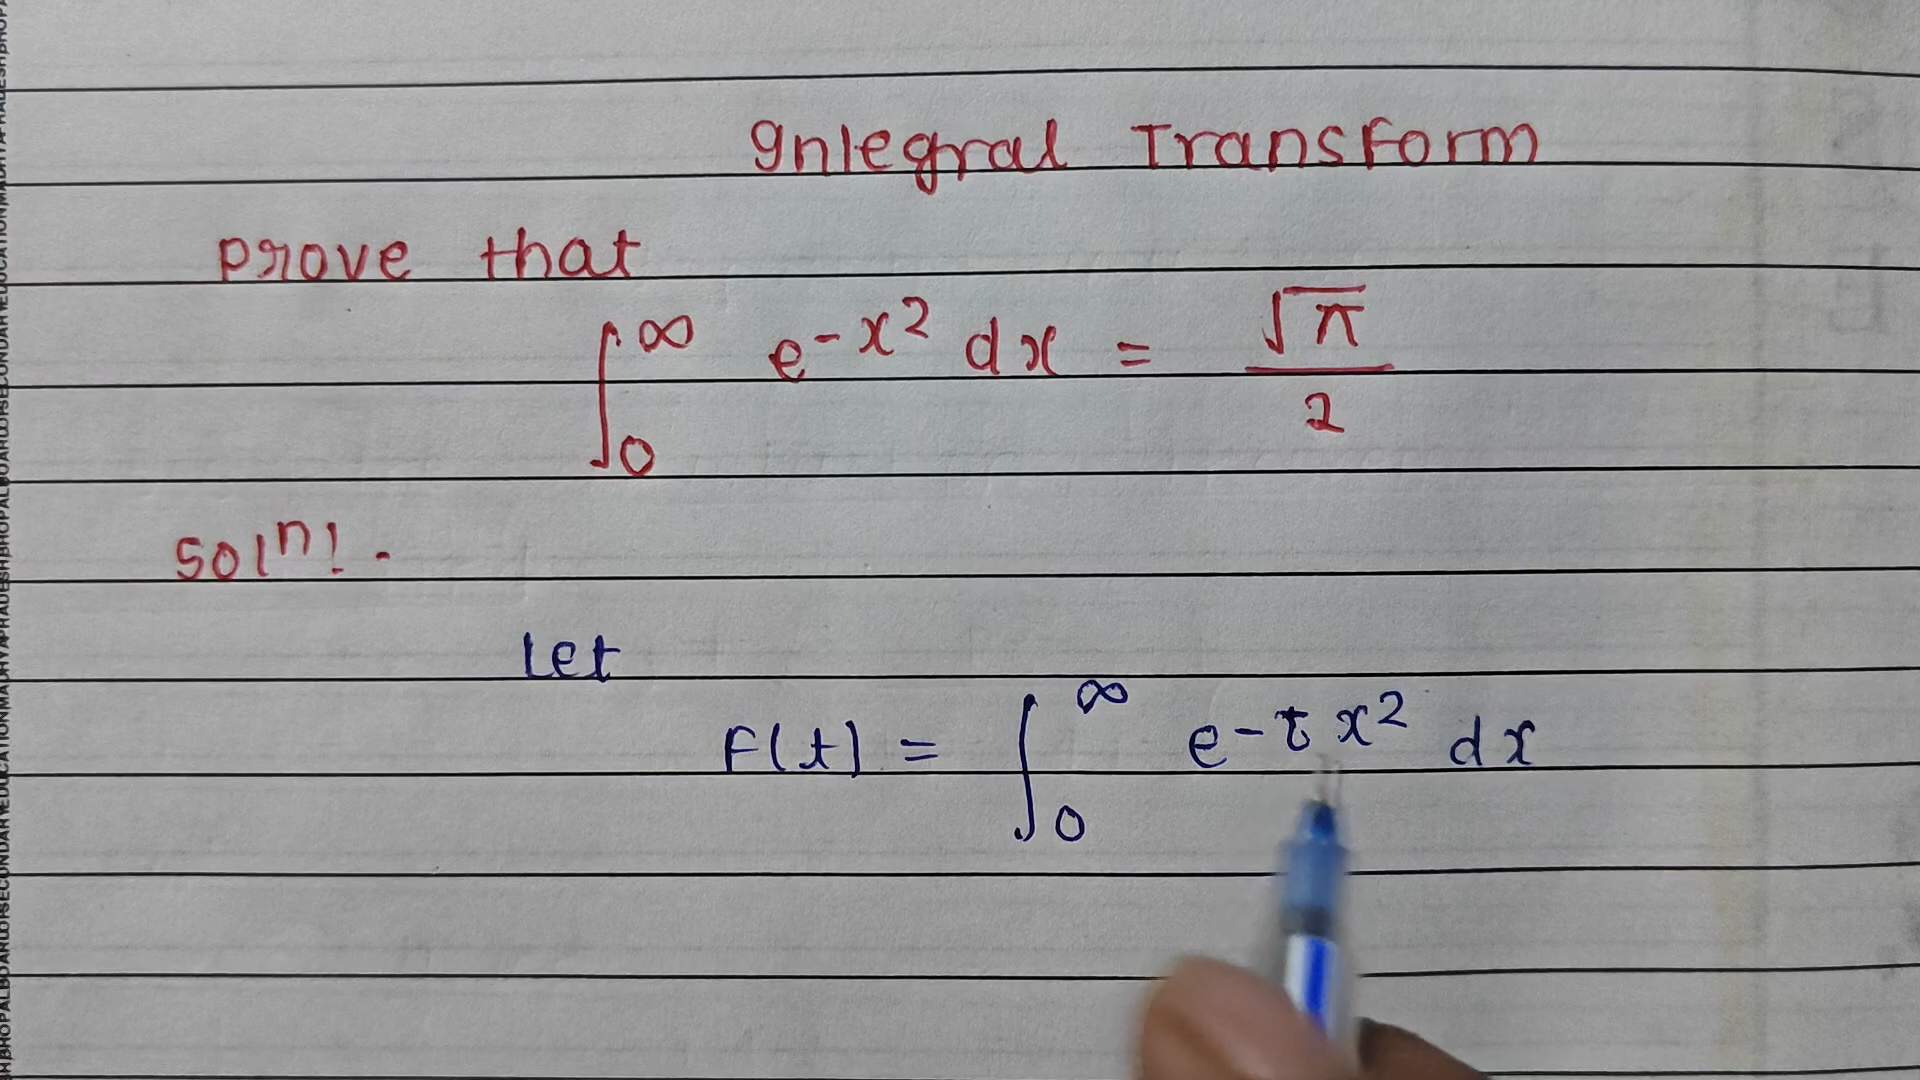 Integral Transform
Prove that
∫₀^∞ e^{-x²} dx = √π / 2
Solⁿ! -
Let
F(t) = ∫₀^∞ e^{-tx²} dx